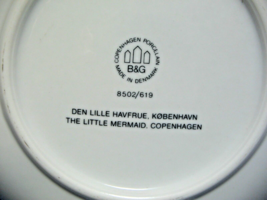 COPENHAGEN PORCELAIN
B&G
MADE IN DENMARK
8502/619
DEN LILLE HAVFRUE, KØBENHAVN
THE LITTLE MERMAID, COPENHAGEN